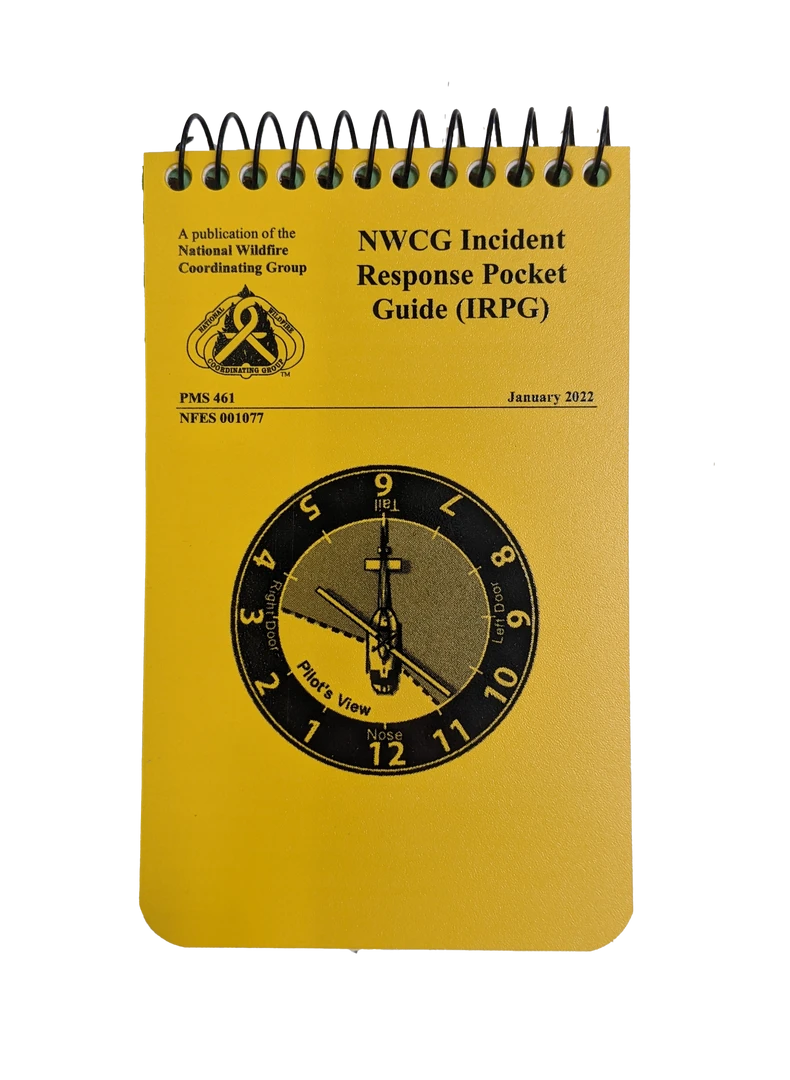 A publication of the
National Wildfire
Coordinating Group
NATIONAL WILDFIRE
COORDINATING GROUP
TM
NWCG Incident
Response Pocket
Guide (IRPG)
PMS 461
January 2022
NFES 001077
6
Tail
5
7
4
8
Right Door
Left Door
3
9
2
10
Pilot's View
1
11
Nose
12